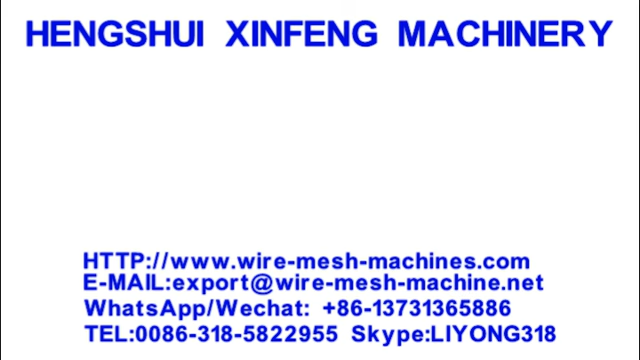 HENGSHUI XINFENG MACHINERY
HTTP://www.wire-mesh-machines.com
E-MAIL:export@wire-mesh-machine.net
WhatsApp/Wechat: +86-13731365886
TEL:0086-318-5822955 Skype:LIYONG318